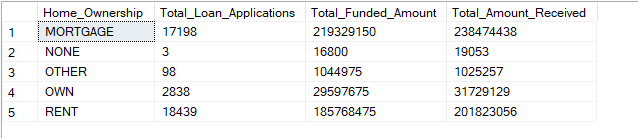 Home_Ownership Total_Loan_Applications Total_Funded_Amount Total_Amount_Received
1 MORTGAGE 17198 219329150 238474438
2 NONE 3 16800 19053
3 OTHER 98 1044975 1025257
4 OWN 2838 29597675 31729129
5 RENT 18439 185768475 201823056